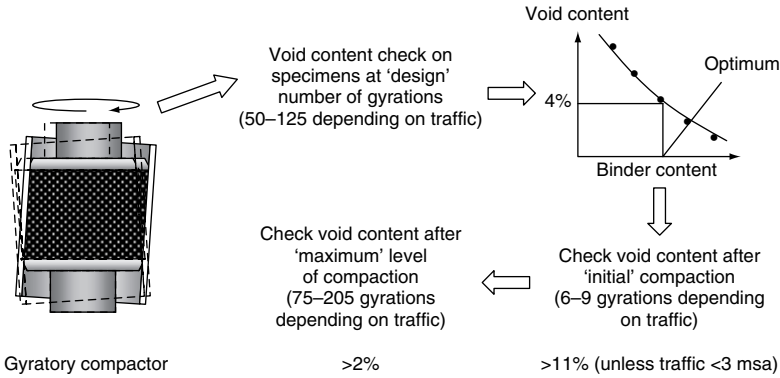 Void content check on
specimens at ‘design’
number of gyrations
(50–125 depending on traffic)
Void content
Optimum
4%
Binder content
Check void content after
‘initial’ compaction
(6–9 gyrations depending
on traffic)
>11% (unless traffic <3 msa)
Check void content after
‘maximum’ level
of compaction
(75–205 gyrations
depending on traffic)
>2%
Gyratory compactor